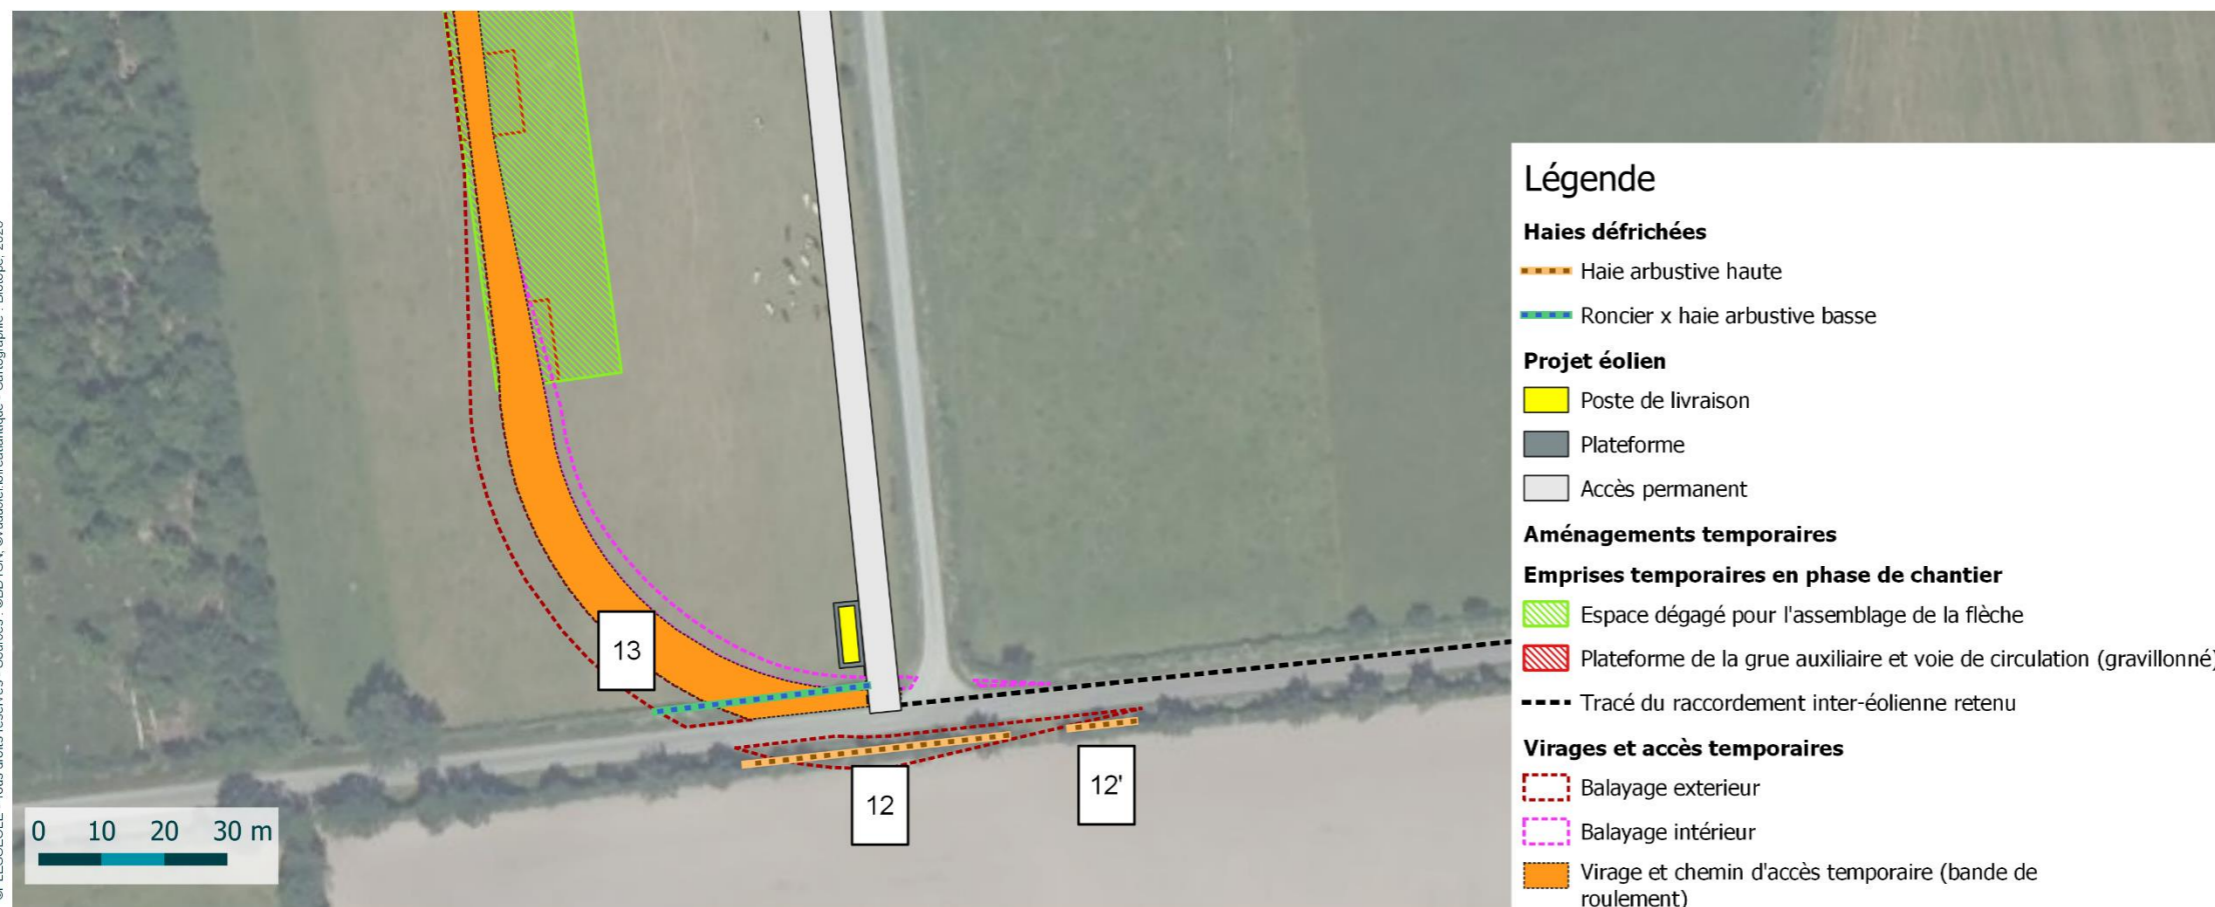 13
12
12'
0 10 20 30 m
Légende
Haies défrichées
Haie arbustive haute
Roncier x haie arbustive basse
Projet éolien
Poste de livraison
Plateforme
Accès permanent
Aménagements temporaires
Emprises temporaires en phase de chantier
Espace dégagé pour l'assemblage de la flèche
Plateforme de la grue auxiliaire et voie de circulation (gravillonné)
Tracé du raccordement inter-éolienne retenu
Virages et accès temporaires
Balayage exterieur
Balayage intérieur
Virage et chemin d'accès temporaire (bande de
roulement)